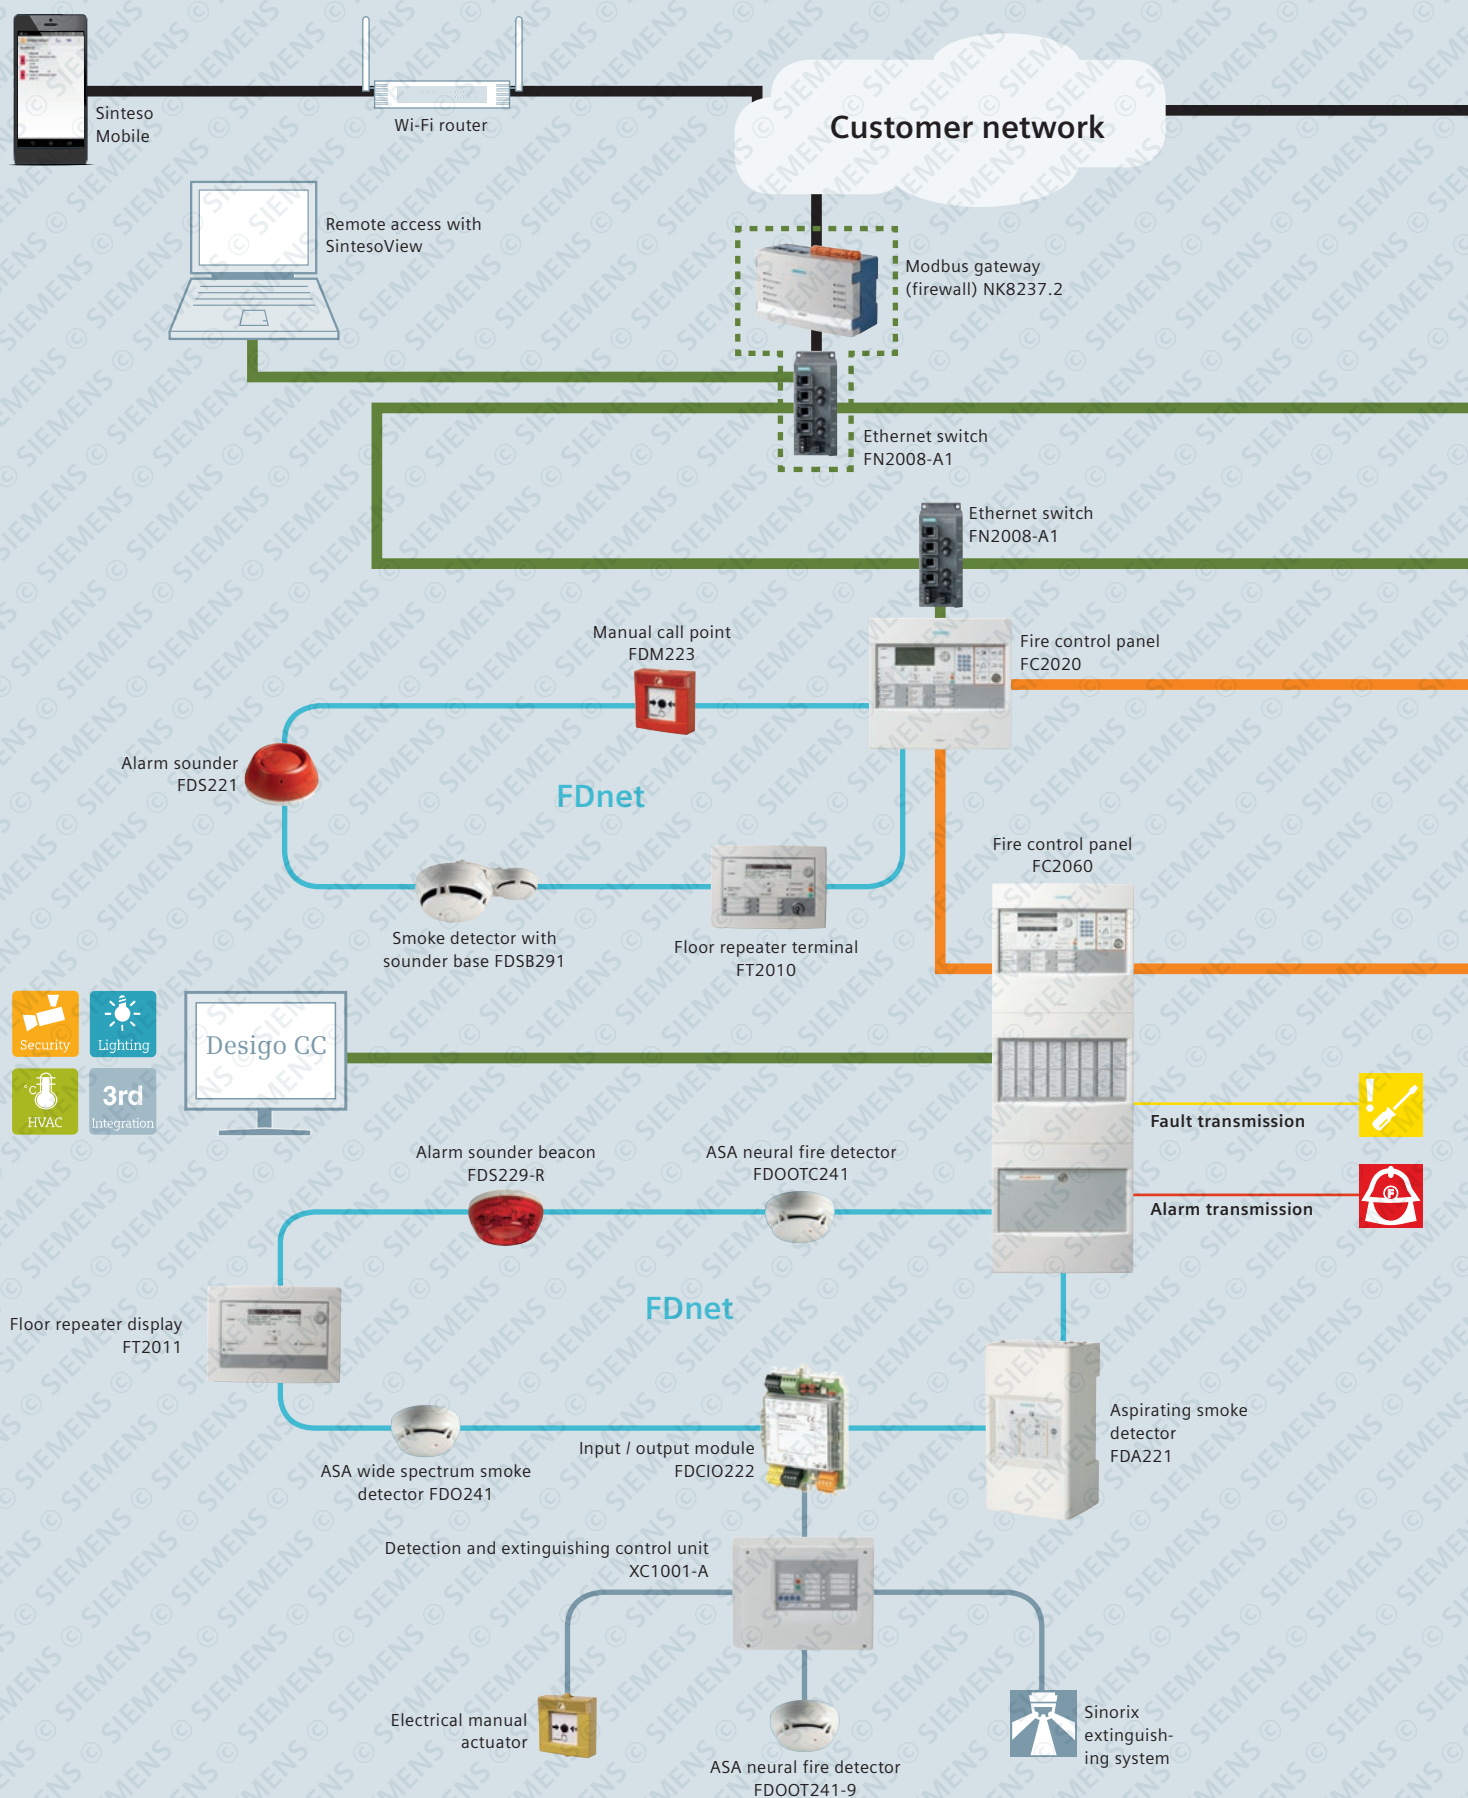 Sinteso
Mobile
Wi-Fi router
Customer network
Remote access with
SintesoView
Modbus gateway
(firewall) NK8237.2
Ethernet switch
FN2008-A1
Ethernet switch
FN2008-A1
Manual call point
FDM223
Fire control panel
FC2020
Alarm sounder
FDS221
FDnet
Fire control panel
FC2060
Smoke detector with
sounder base FDSB291
Floor repeater terminal
FT2010
Security
Lighting
°C
HVAC
3rd
Integration
Desigo CC
Fault transmission
Alarm transmission
F
Alarm sounder beacon
FDS229-R
ASA neural fire detector
FDOOTC241
FDnet
Floor repeater display
FT2011
Input / output module
FDCIO222
Aspirating smoke
detector
FDA221
ASA wide spectrum smoke
detector FDO241
Detection and extinguishing control unit
XC1001-A
Electrical manual
actuator
ASA neural fire detector
FDOOT241-9
Sinorix
extinguish-
ing system
© SIEMENS